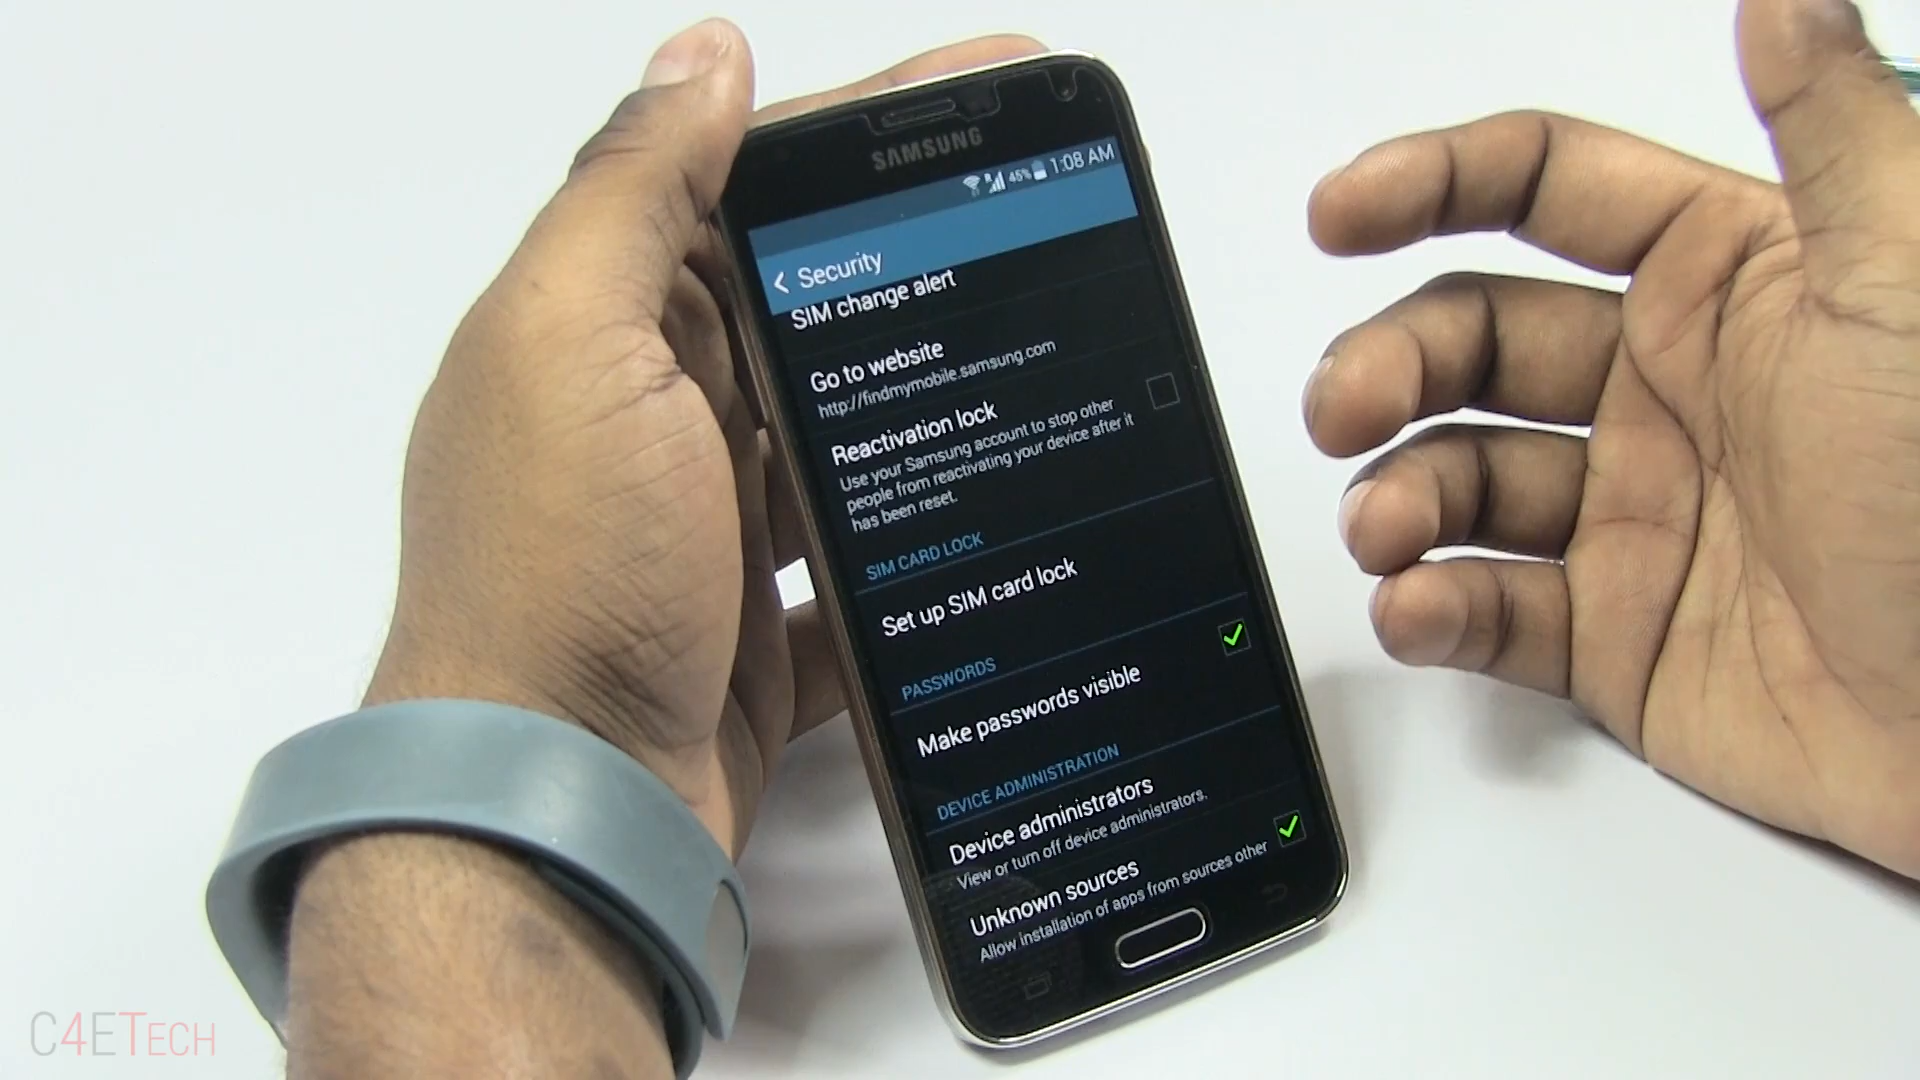 SAMSUNG
R 45% 1:08 AM
< Security
SIM change alert
Go to website
http://findmymobile.samsung.com
Reactivation lock
Use your Samsung account to stop other
people from reactivating your device after it
has been reset.
SIM CARD LOCK
Set up SIM card lock
PASSWORDS
Make passwords visible
DEVICE ADMINISTRATION
Device administrators
View or turn off device administrators.
Unknown sources
Allow installation of apps from sources other
C4ETECH